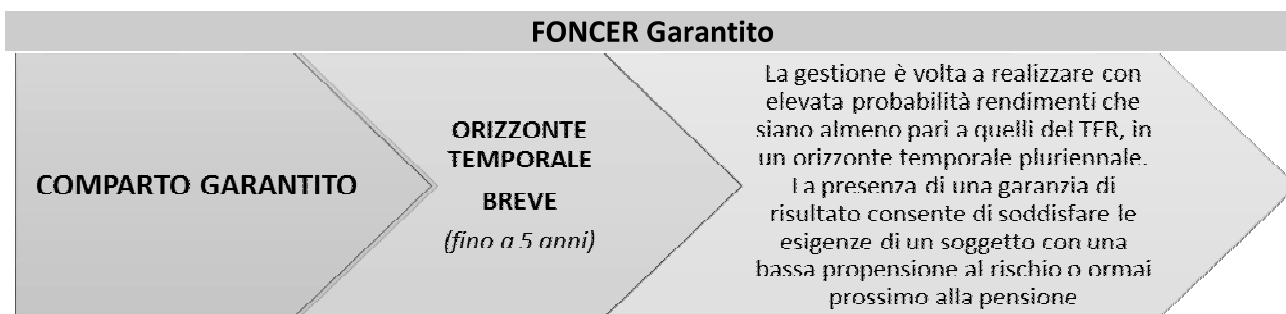 FONCER Garantito
COMPARTO GARANTITO
ORIZZONTE
TEMPORALE
BREVE
(fino a 5 anni)
La gestione è volta a realizzare con
elevata probabilità rendimenti che
siano almeno pari a quelli del TFR, in
un orizzonte temporale pluriennale.
La presenza di una garanzia di
risultato consente di soddisfare le
esigenze di un soggetto con una
bassa propensione al rischio o ormai
prossimo alla pensione